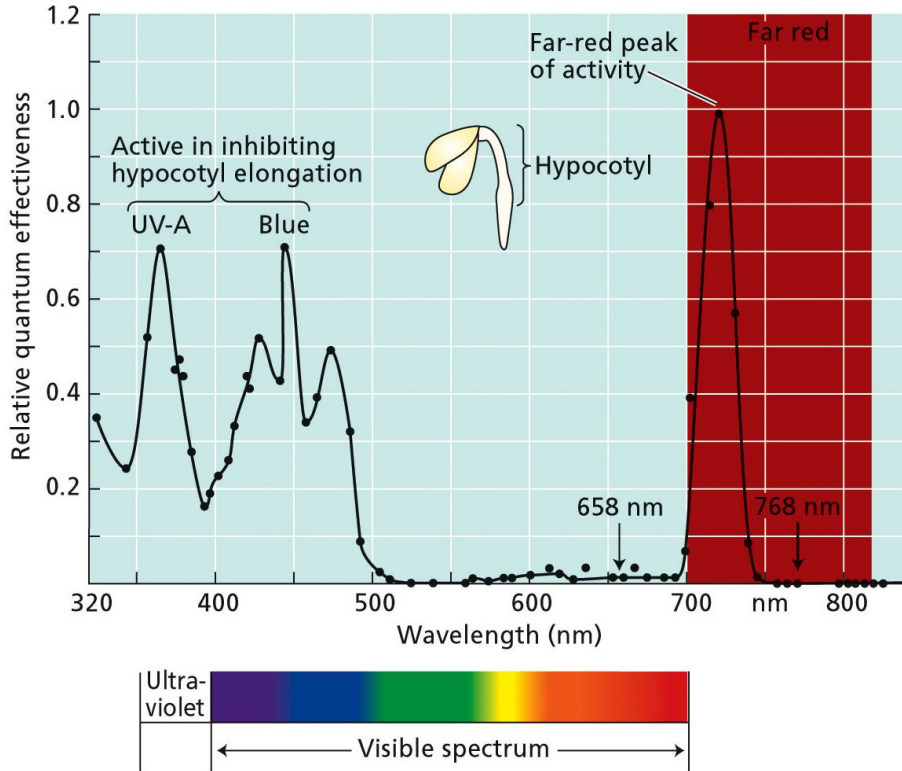 1.2
1.0
0.8
0.6
0.4
0.2
Relative quantum effectiveness
Active in inhibiting
hypocotyl elongation
UV-A
Blue
Hypocotyl
Far-red peak
of activity
Far red
658 nm
768 nm
320
400
500
600
700
nm
800
Wavelength (nm)
Ultra-
violet
Visible spectrum